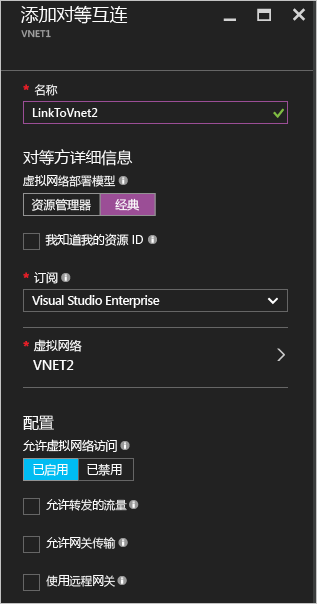 添加对等互连
VNET1
* 名称
LinkToVnet2
对等方详细信息
虚拟网络部署模型
资源管理器 经典
我知道我的资源 ID
* 订阅
Visual Studio Enterprise
* 虚拟网络
VNET2
配置
允许虚拟网络访问
已启用 已禁用
允许转发的流量
允许网关传输
使用远程网关